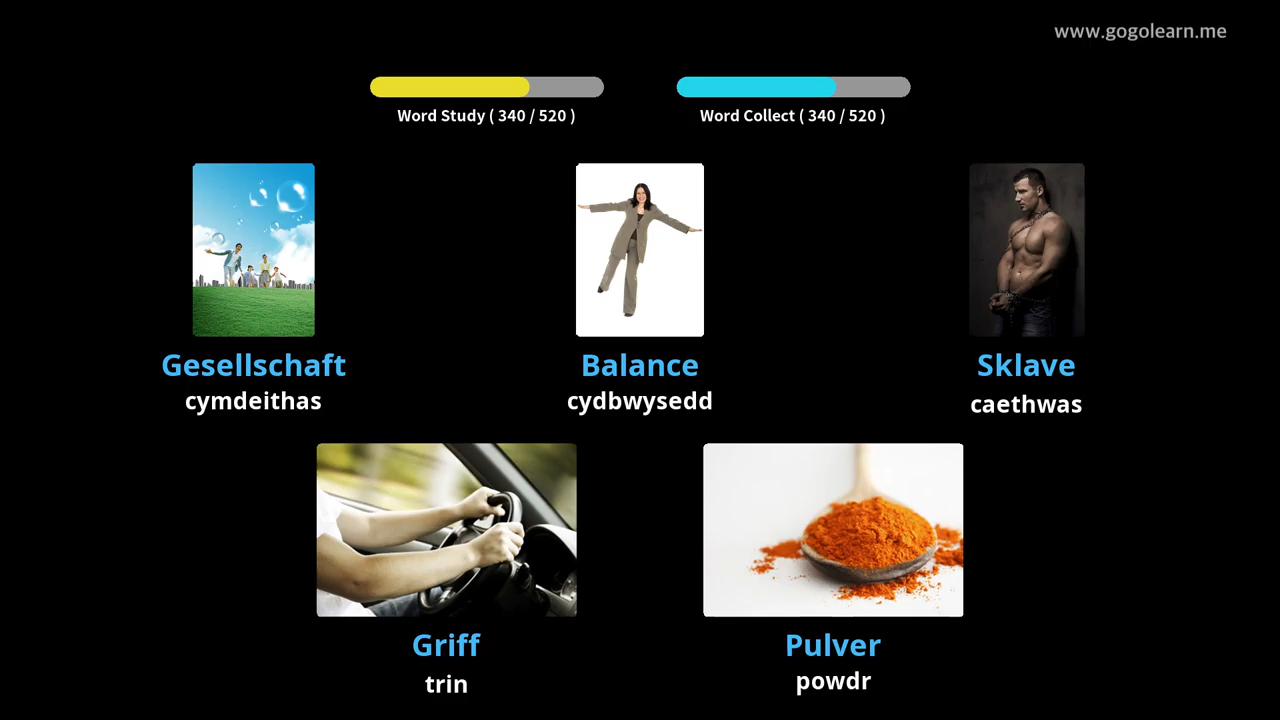 www.gogolearn.me
Word Study ( 340 / 520 )
Word Collect ( 340 / 520 )
Gesellschaft
cymdeithas
Balance
cydbwysedd
Sklave
caethwas
Griff
trin
Pulver
powdr